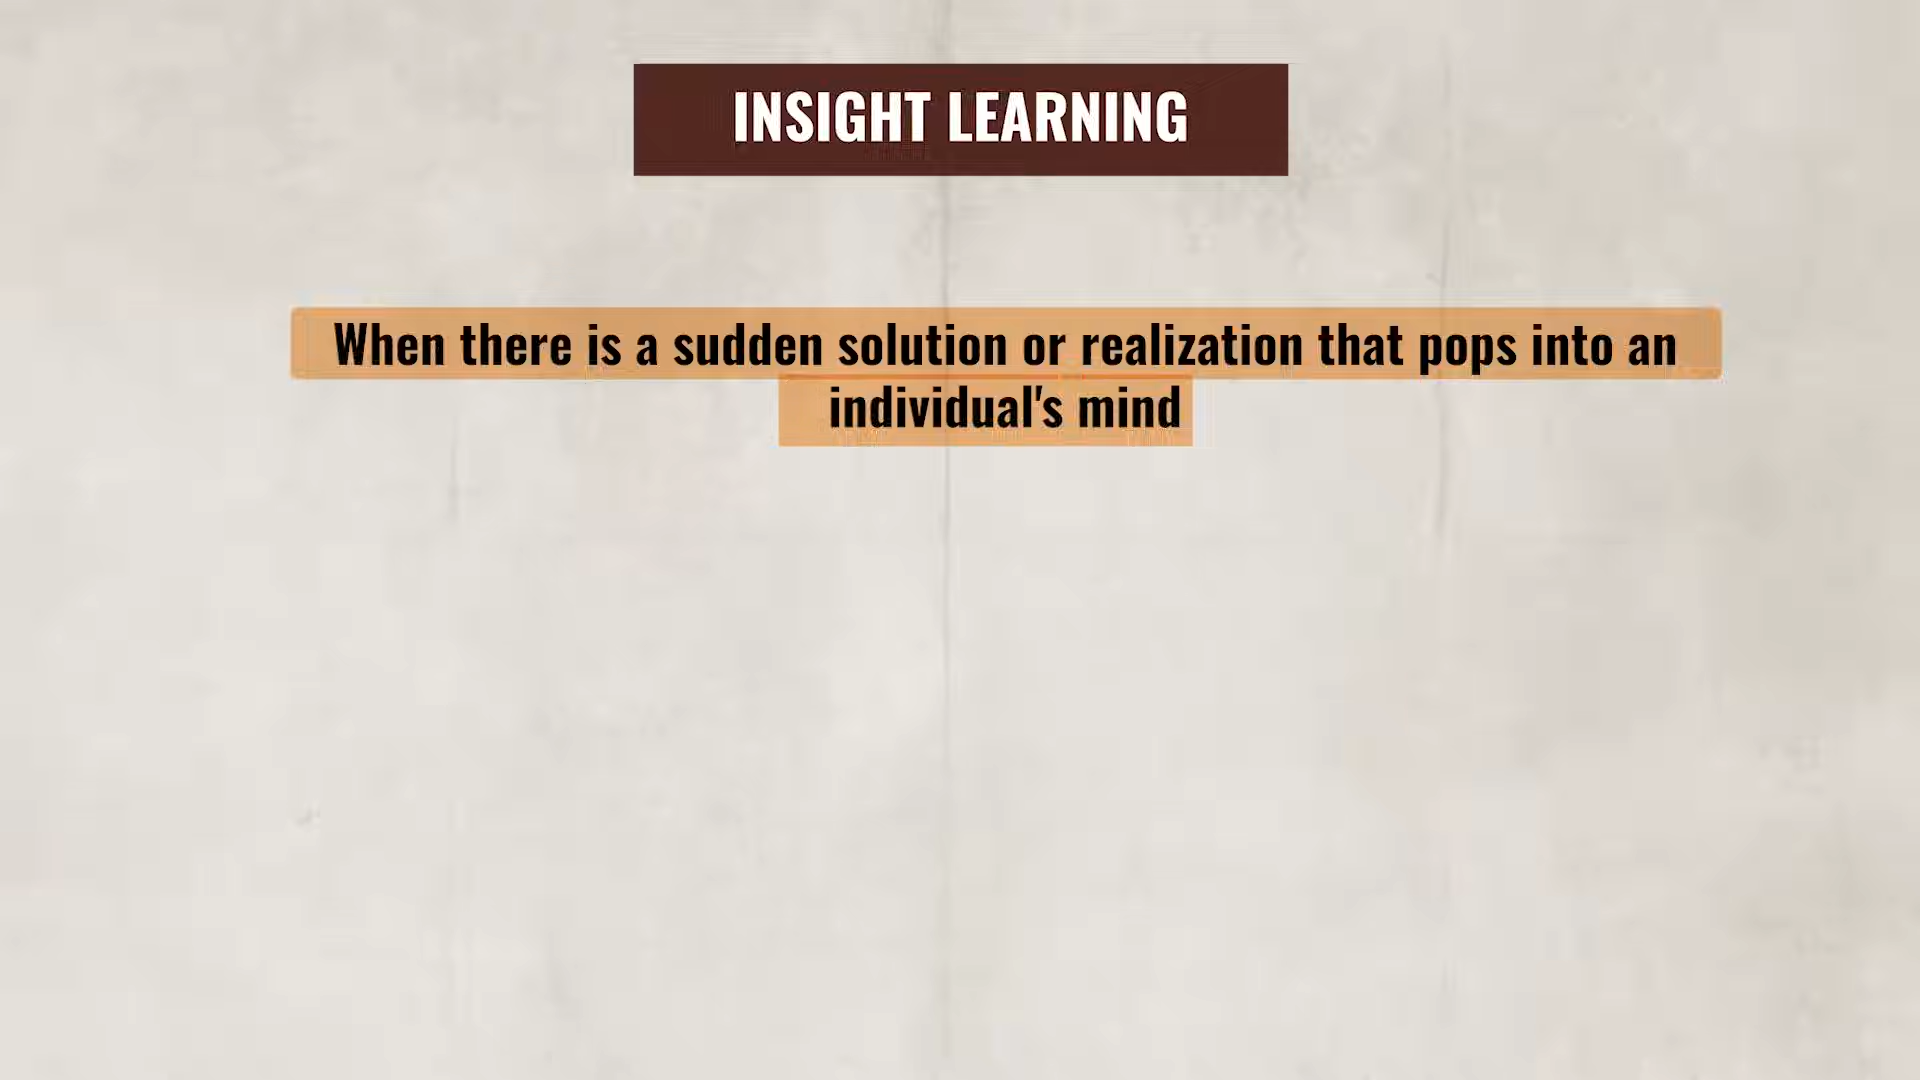 INSIGHT LEARNING
When there is a sudden solution or realization that pops into an
individual's mind